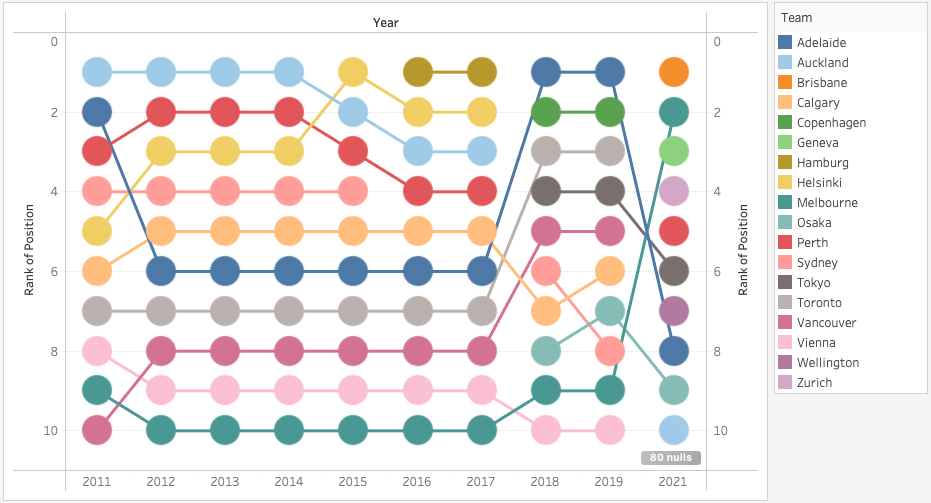 Year
Team
0
0
Adelaide
Auckland
Brisbane
Calgary
2
2
Copenhagen
Geneva
Hamburg
Helsinki
4
4
Melbourne
Osaka
Rank of Position
Rank of Position
Perth
Sydney
6
6
Tokyo
Toronto
Vancouver
8
8
Vienna
Wellington
Zurich
10
10
80 nulls
2011 2012 2013 2014 2015 2016 2017 2018 2019 2021